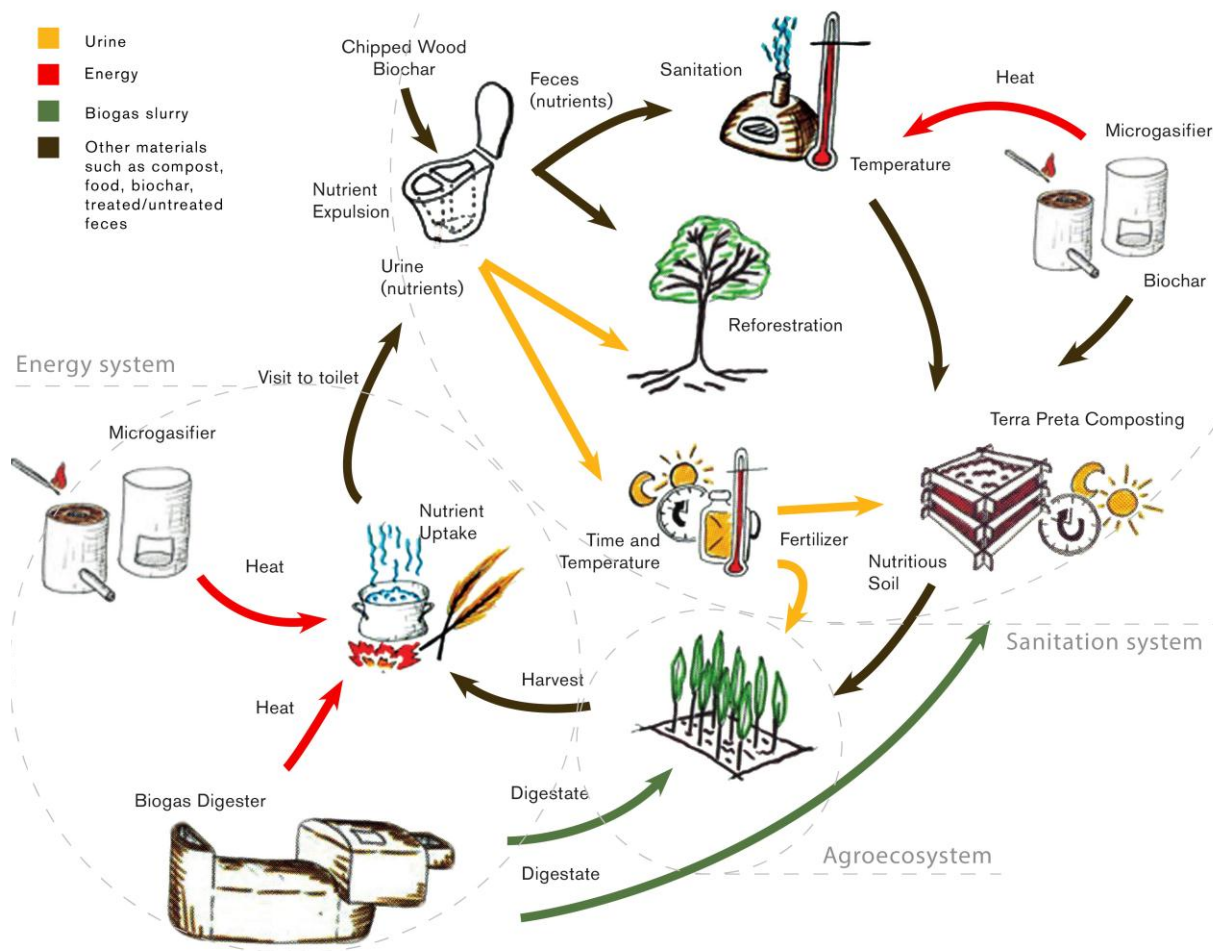 Urine
Energy
Biogas slurry
Other materials
such as compost,
food, biochar,
treated/untreated
feces
Chipped Wood
Biochar
Feces
(nutrients)
Sanitation
Heat
Microgasifier
Temperature
Nutrient
Expulsion
Urine
(nutrients)
Biochar
Reforestration
Energy system
Visit to toilet
Microgasifier
Terra Preta Composting
Nutrient
Uptake
Time and
Temperature
Fertilizer
Nutritious
Soil
Heat
Sanitation system
Harvest
Heat
Biogas Digester
Digestate
Agroecosystem
Digestate